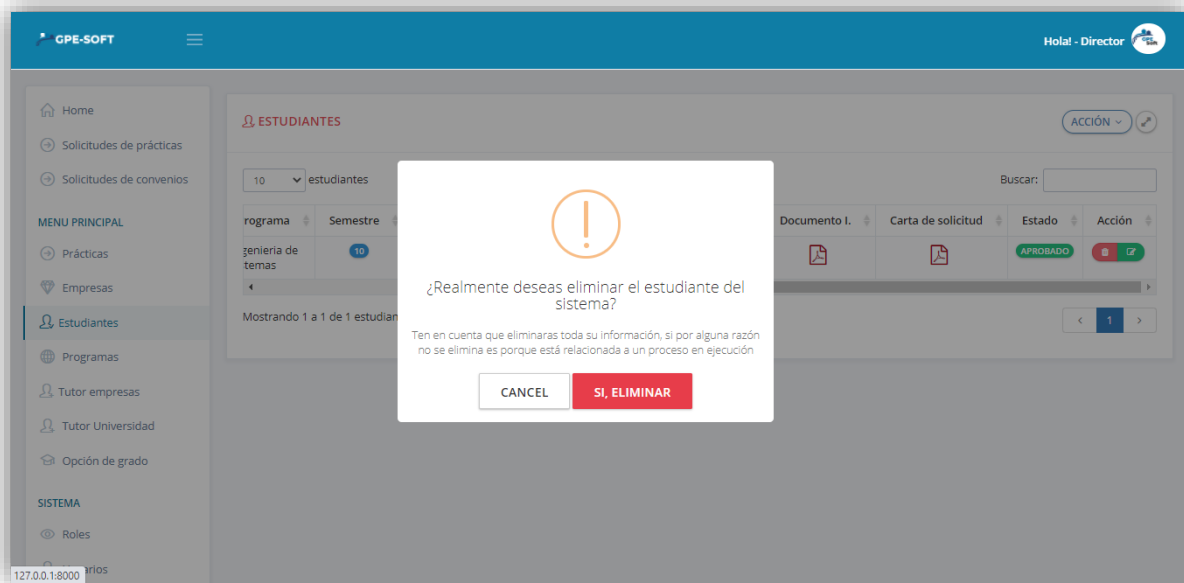 GPE-SOFT
Hola! - Director
Home
Solicitudes de prácticas
Solicitudes de convenios
MENU PRINCIPAL
Prácticas
Empresas
Estudiantes
Programas
Tutor empresas
Tutor Universidad
Opción de grado
SISTEMA
Roles
127.0.0.1:8000
ESTUDIANTES
ACCIÓN
10 estudiantes
Buscar:
rograma Semestre Documento I. Carta de solicitud Estado Acción
genieria de
temas
10 APROBADO
Mostrando 1 a 1 de 1 estudian
< 1 >
¿Realmente deseas eliminar el estudiante del
sistema?
Ten en cuenta que eliminaras toda su información, si por alguna razón
no se elimina es porque está relacionada a un proceso en ejecución
CANCEL SI, ELIMINAR